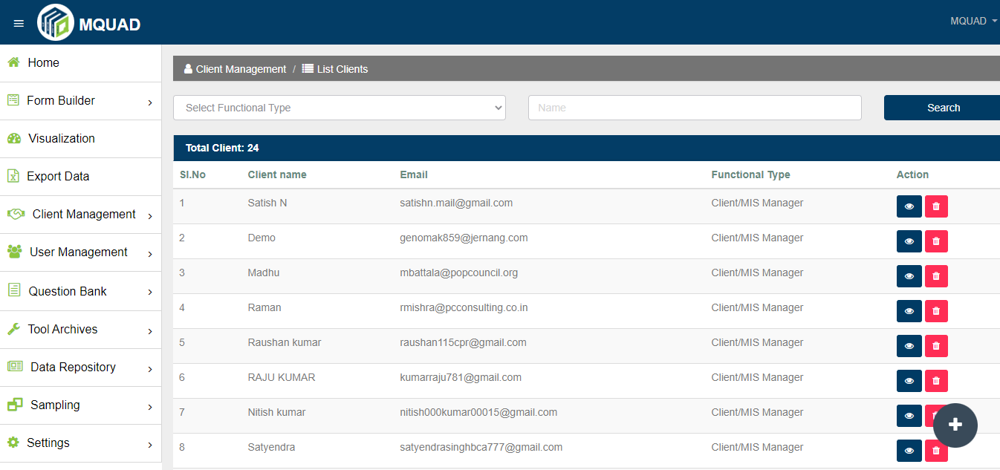 MQUAD
MQUAD
Home
Form Builder
Visualization
Export Data
Client Management
User Management
Question Bank
Tool Archives
Data Repository
Sampling
Settings
Client Management / List Clients
Select Functional Type Name Search
Total Client: 24
Sl.No Client name Email Functional Type Action
1 Satish N satishn.mail@gmail.com Client/MIS Manager
2 Demo genomak859@jernang.com Client/MIS Manager
3 Madhu mbattala@popcouncil.org Client/MIS Manager
4 Raman rmishra@pcconsulting.co.in Client/MIS Manager
5 Raushan kumar raushan115cpr@gmail.com Client/MIS Manager
6 RAJU KUMAR kumarraju781@gmail.com Client/MIS Manager
7 Nitish kumar nitish000kumar00015@gmail.com Client/MIS Manager
8 Satyendra satyendrasinghbca777@gmail.com Client/MIS Manager